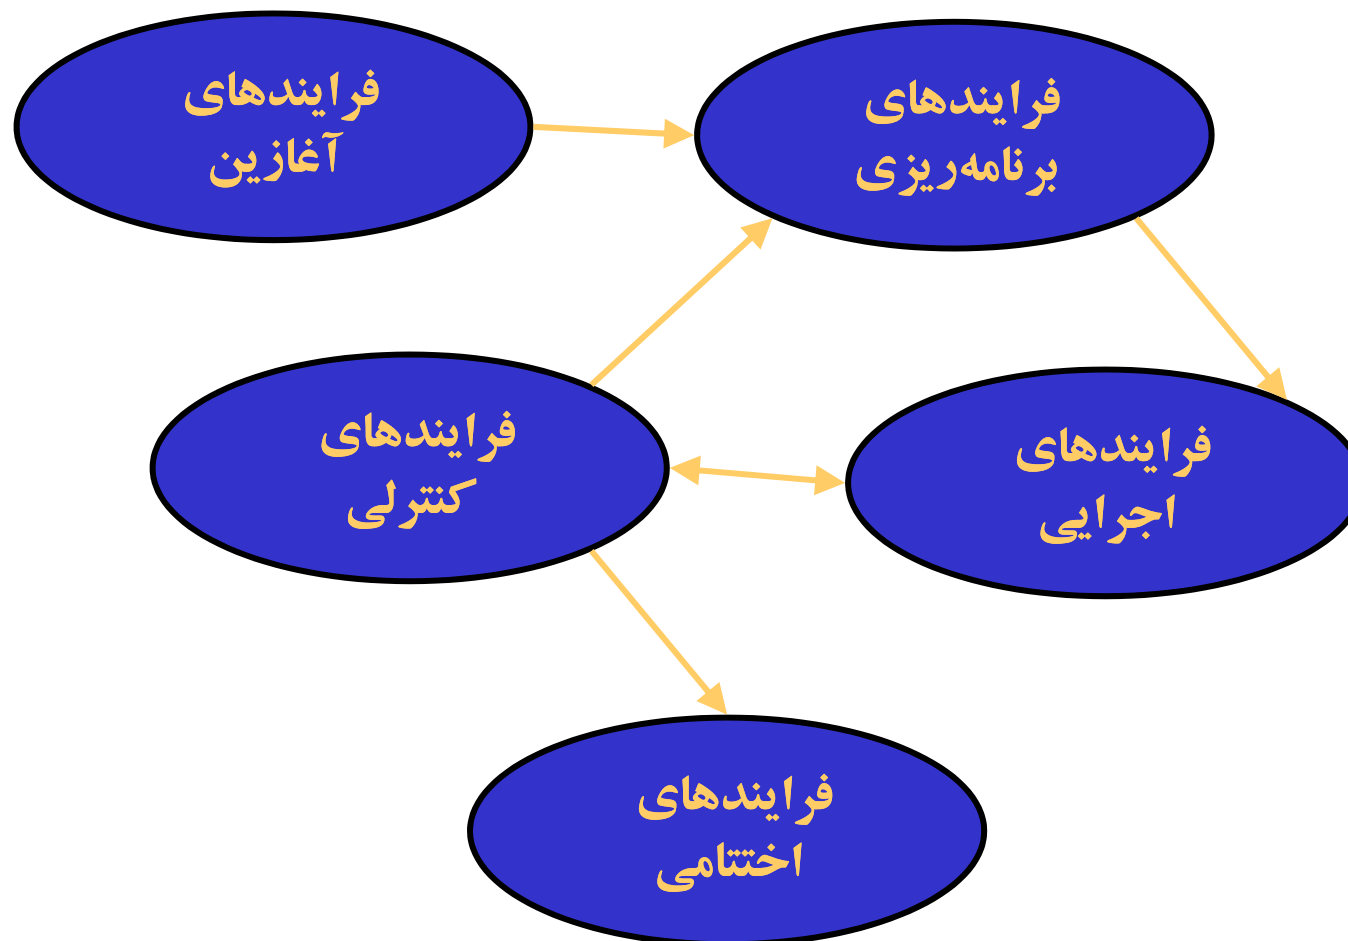 فرایندهای
آغازین
فرایندهای
برنامه‌ریزی
فرایندهای
کنترلی
فرایندهای
اجرایی
فرایندهای
اختتامی